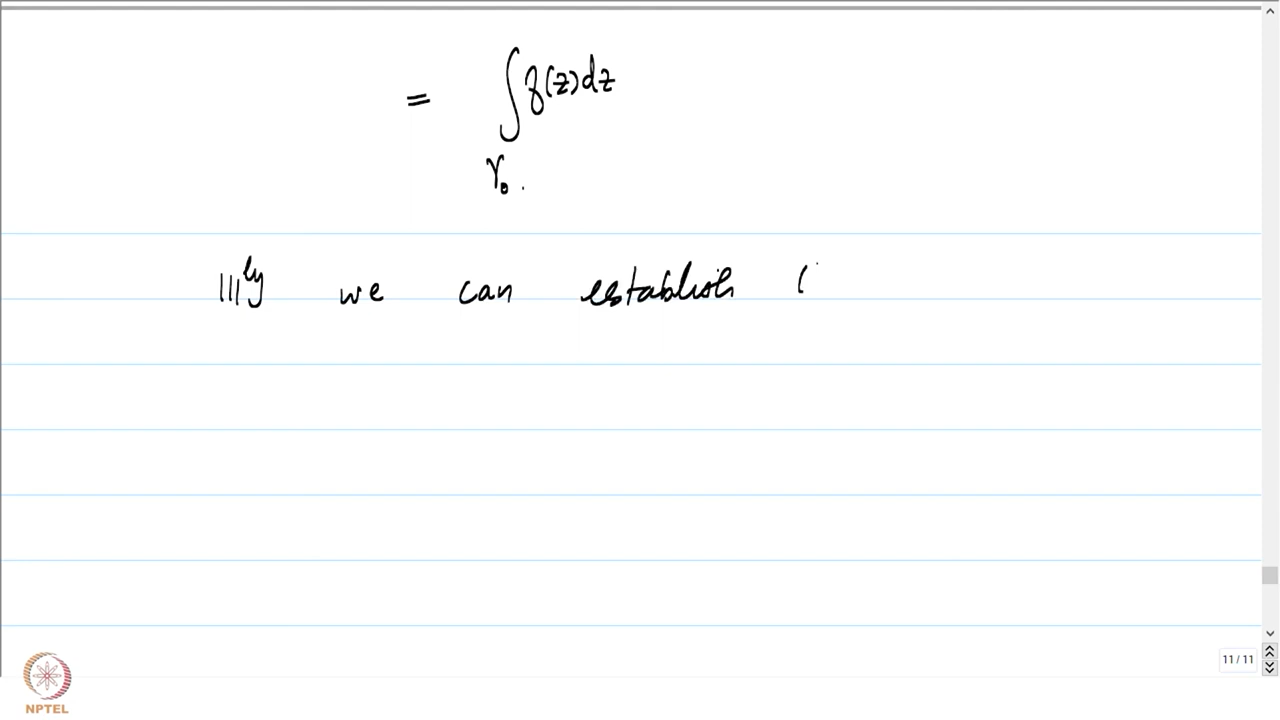 = ∫ f(z)dz
γ₀.
|||ly we can establish (
11 / 11
NPTEL